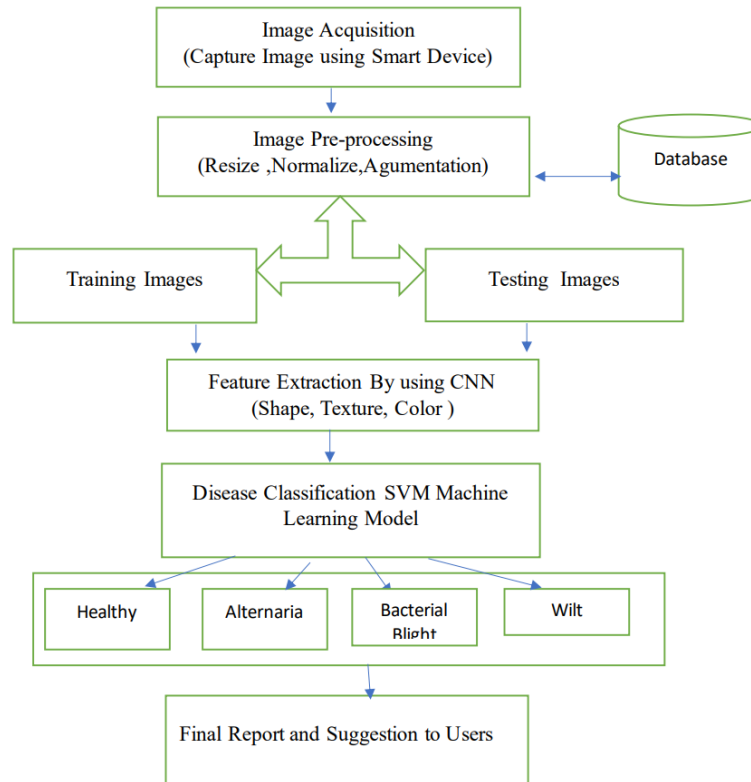 Image Acquisition
(Capture Image using Smart Device)
Image Pre-processing
(Resize ,Normalize,Agumentation)
Database
Training Images
Testing Images
Feature Extraction By using CNN
(Shape, Texture, Color )
Disease Classification SVM Machine
Learning Model
Healthy
Alternaria
Bacterial
Blight
Wilt
Final Report and Suggestion to Users